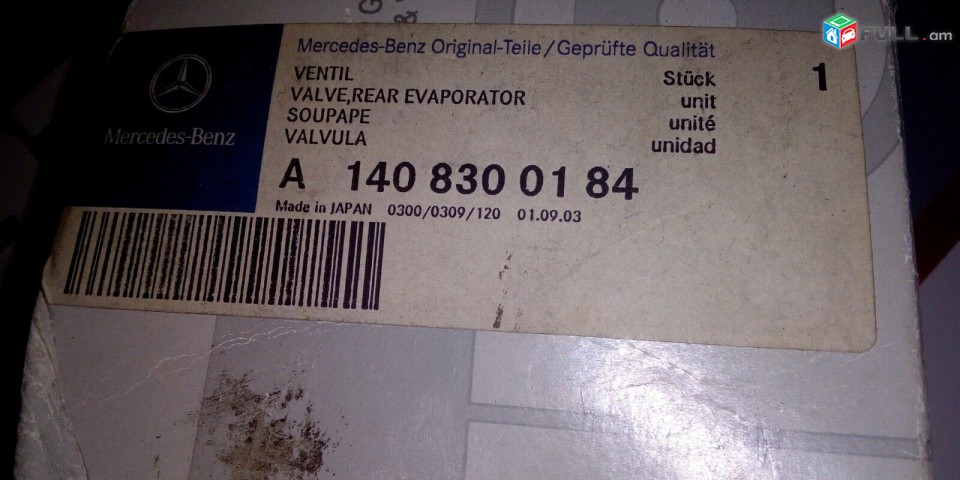 Mercedes-Benz
Mercedes-Benz Original-Teile/Geprüfte Qualität
VENTIL
VALVE,REAR EVAPORATOR
SOUPAPE
VALVULA
Stück 1
unit
unité
unidad
A 140 830 01 84
Made in JAPAN 0300/0309/120 01.09.03
FULL.am